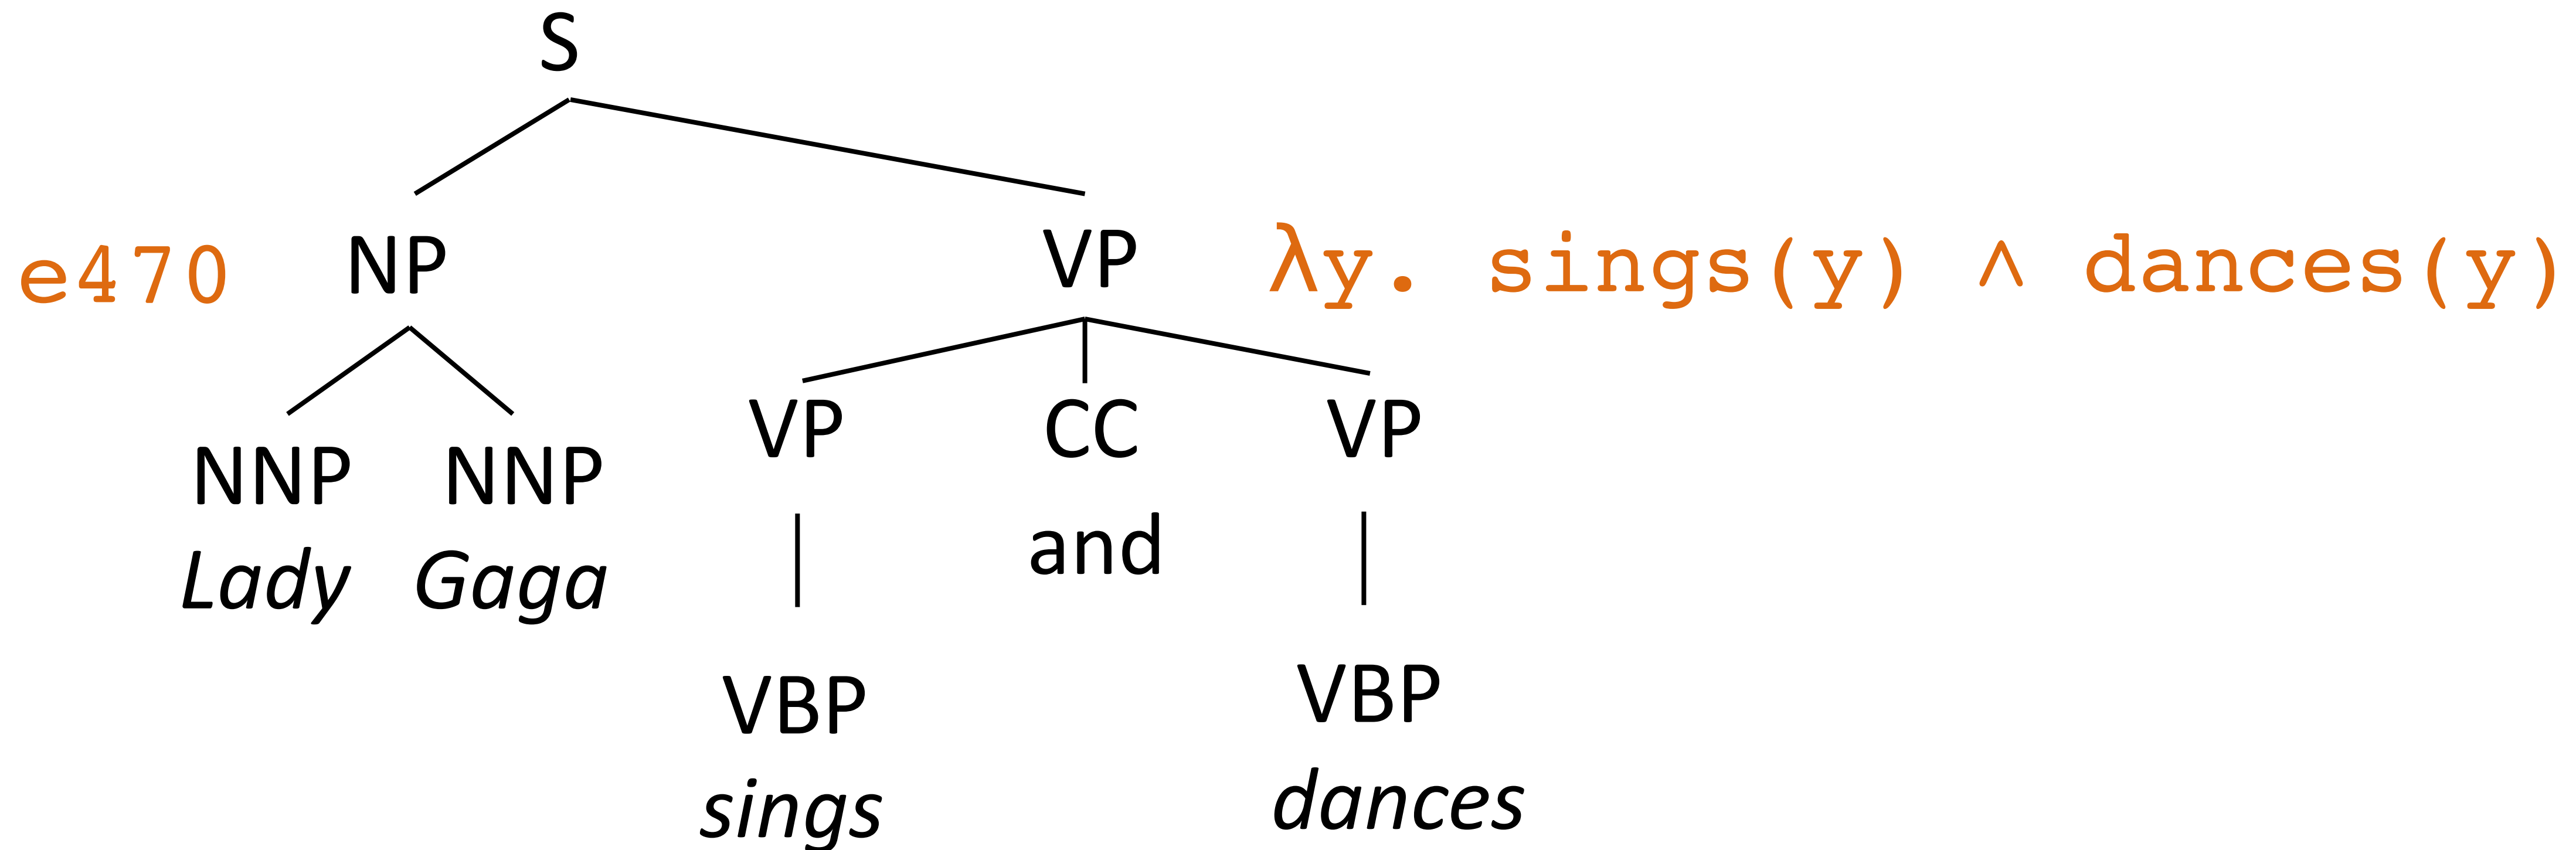 S
e470 NP VP λy. sings(y) ∧ dances(y)
VP CC VP
NNP NNP
and
Lady Gaga
VBP VBP
sings dances